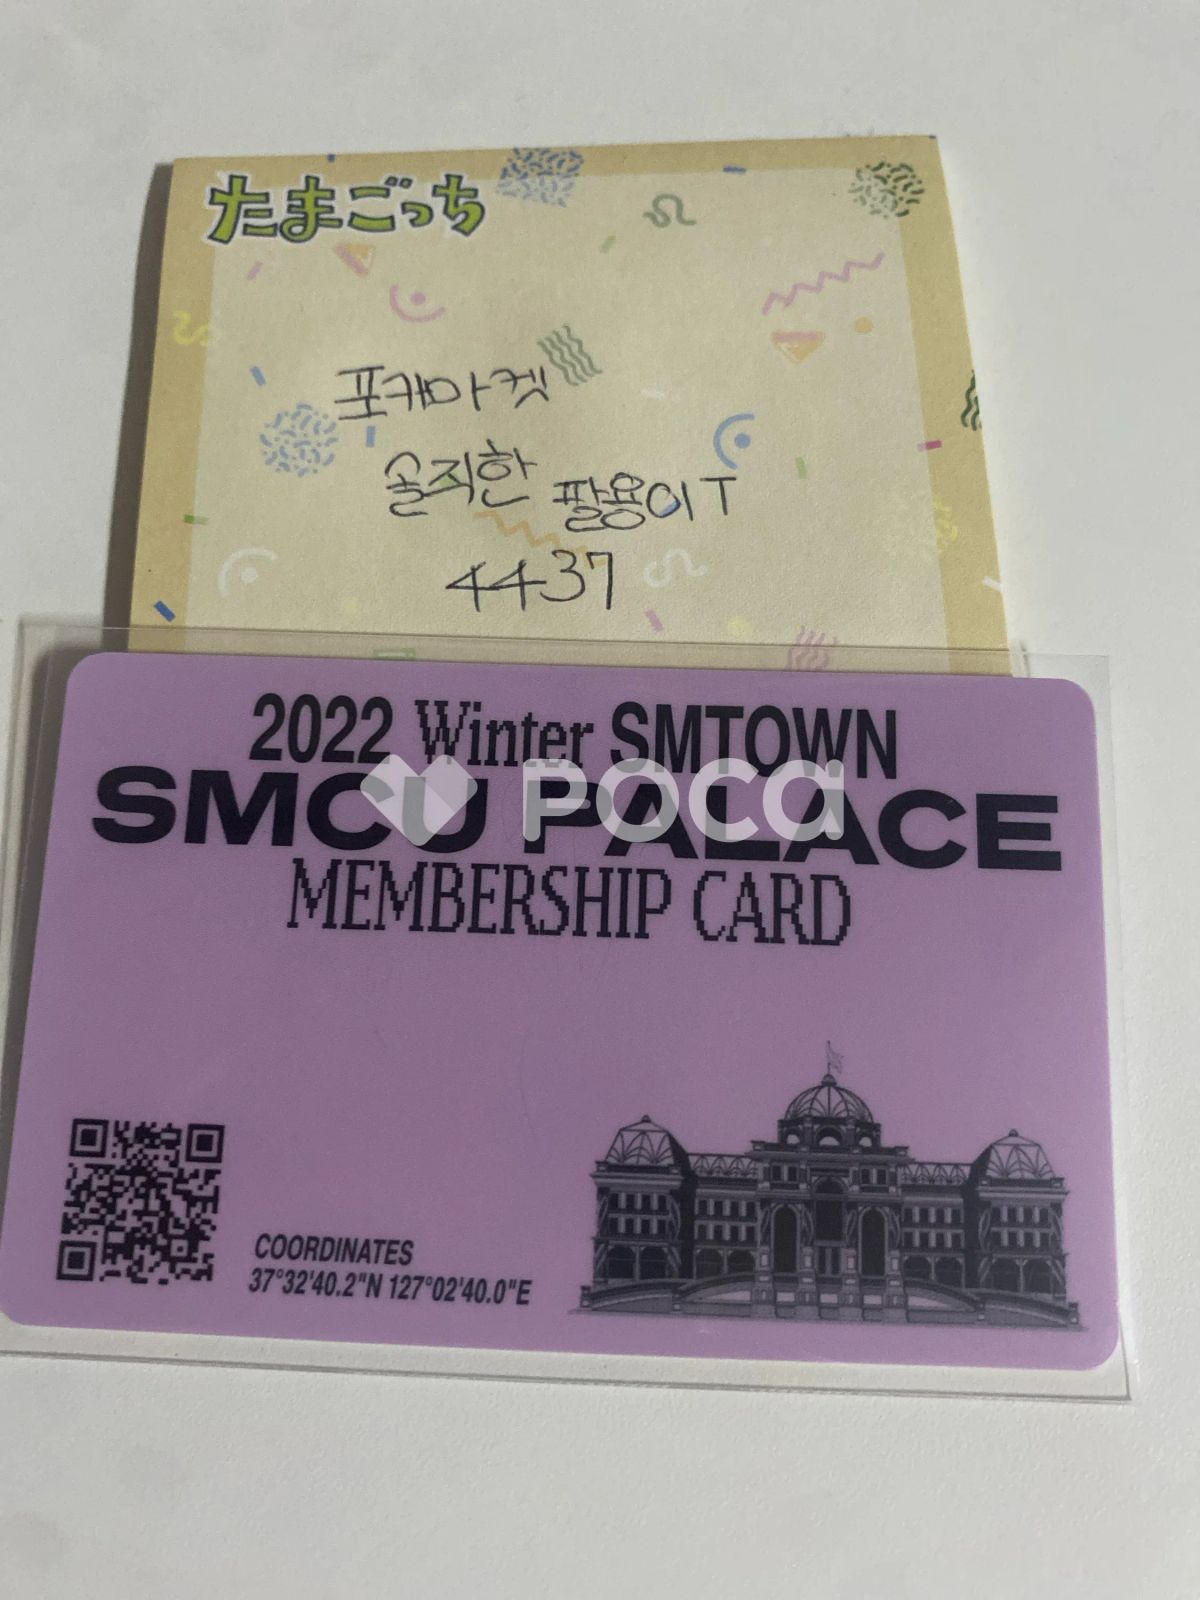 たまごっち
포카마켓
솔직한 팔용이 T
4437
2022 Winter SMTOWN
SMCU PALACE
POCA
MEMBERSHIP CARD
COORDINATES
37°32'40.2"N 127°02'40.0"E